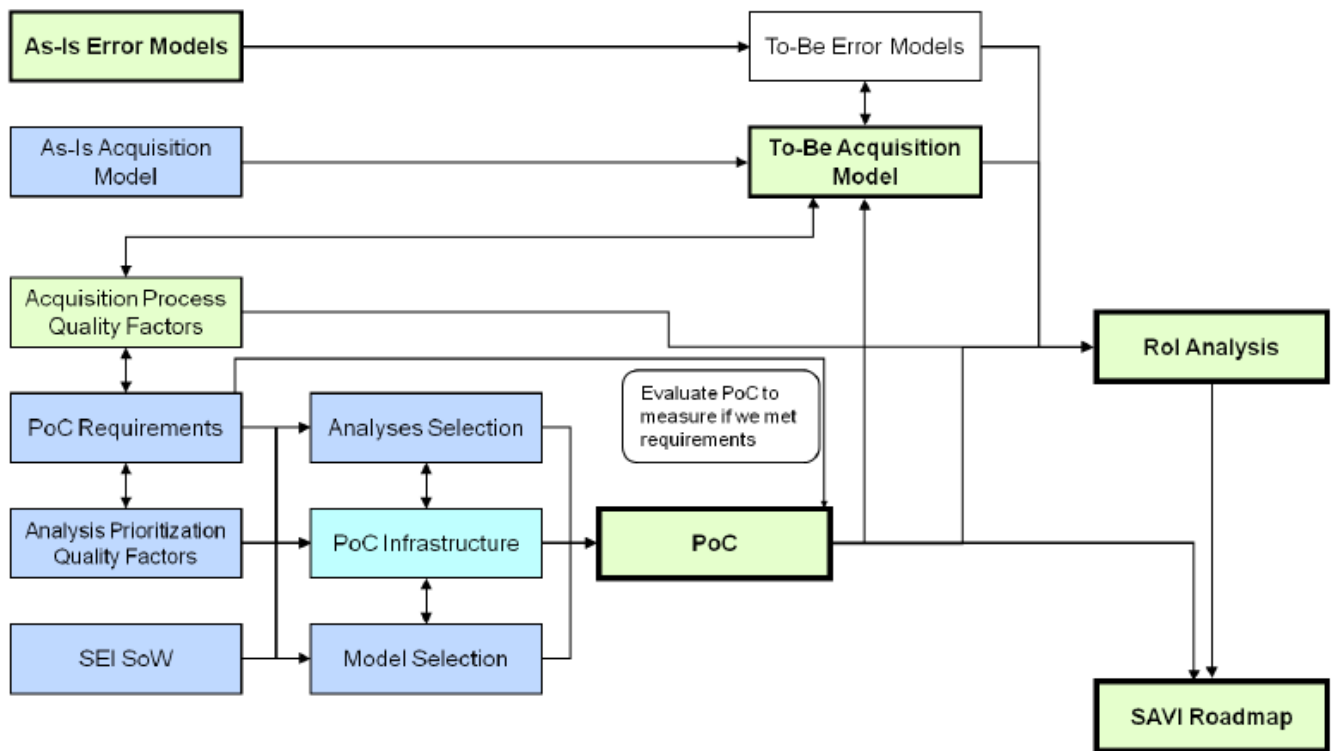 As-Is Error Models
To-Be Error Models
As-Is Acquisition
Model
To-Be Acquisition
Model
Acquisition Process
Quality Factors
RoI Analysis
PoC Requirements
Analyses Selection
Evaluate PoC to
measure if we met
requirements
Analysis Prioritization
Quality Factors
PoC Infrastructure
PoC
SEI SoW
Model Selection
SAVI Roadmap